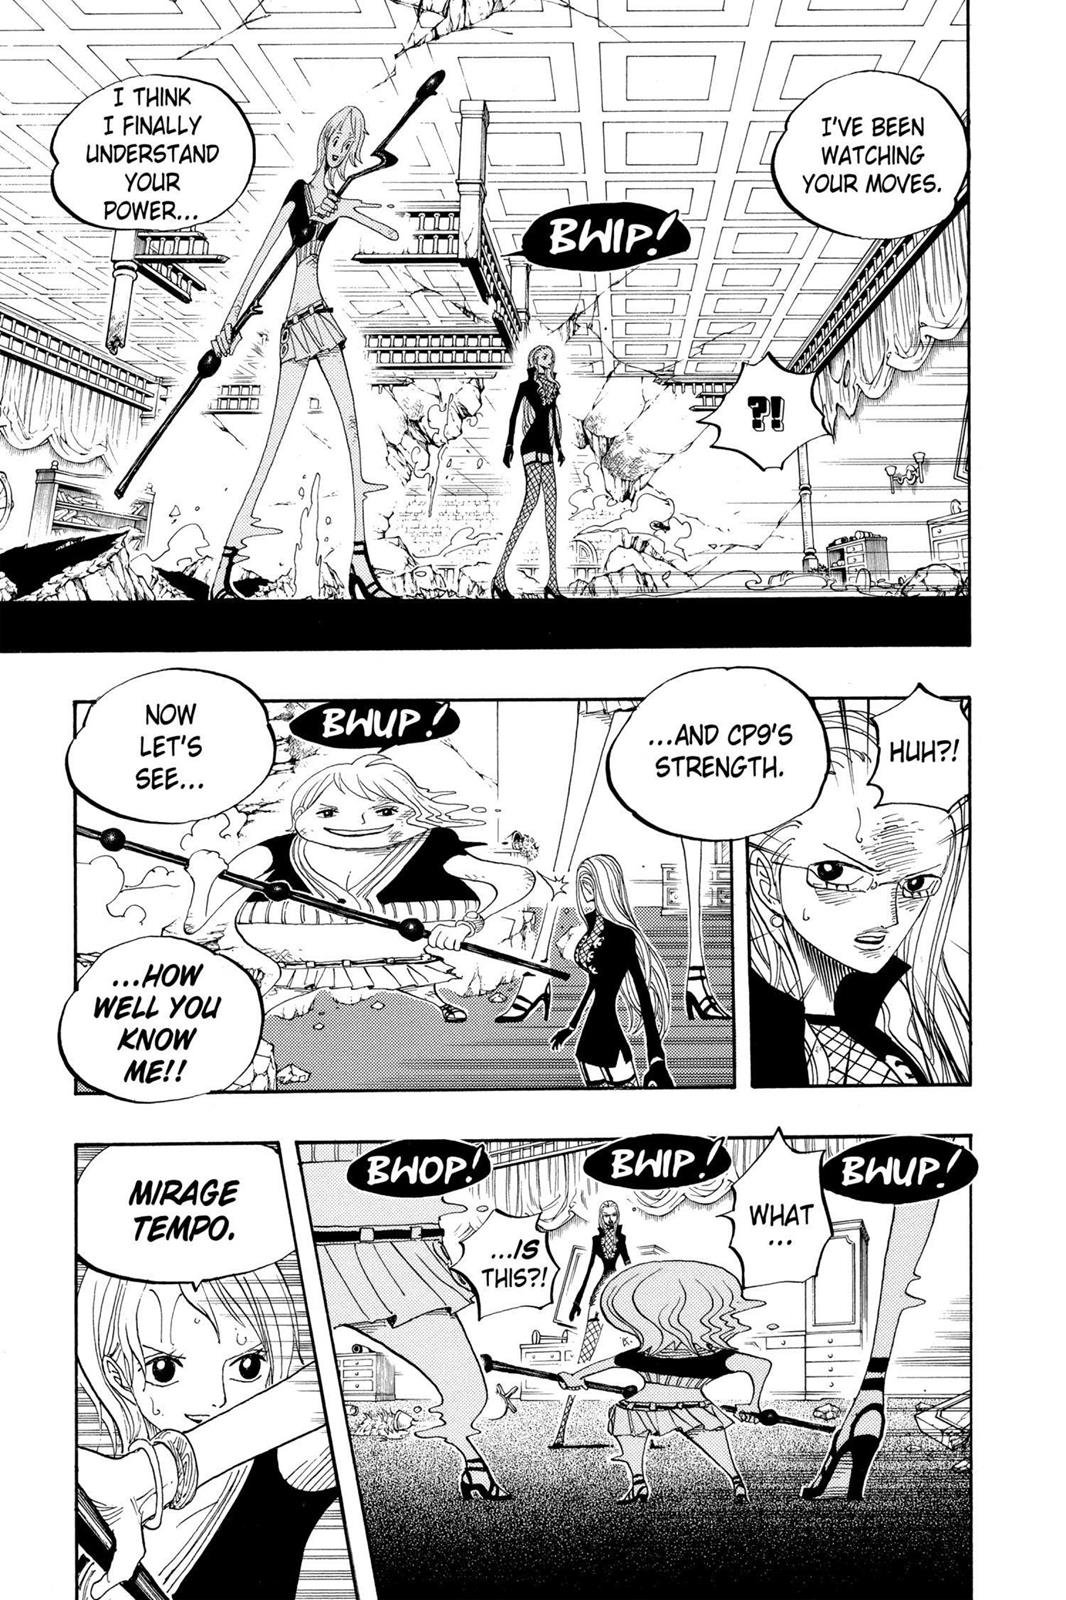 I'VE BEEN
WATCHING
YOUR MOVES.
BWIP!
I THINK
I FINALLY
UNDERSTAND
YOUR
POWER...
?!
HUH?!
...AND CP9'S
STRENGTH.
BWUP!
NOW
LET'S
SEE...
...HOW
WELL YOU
KNOW
ME!!
BWUP!
WHAT
...
BWIP!
...IS
THIS?!
BWOP!
MIRAGE
TEMPO.